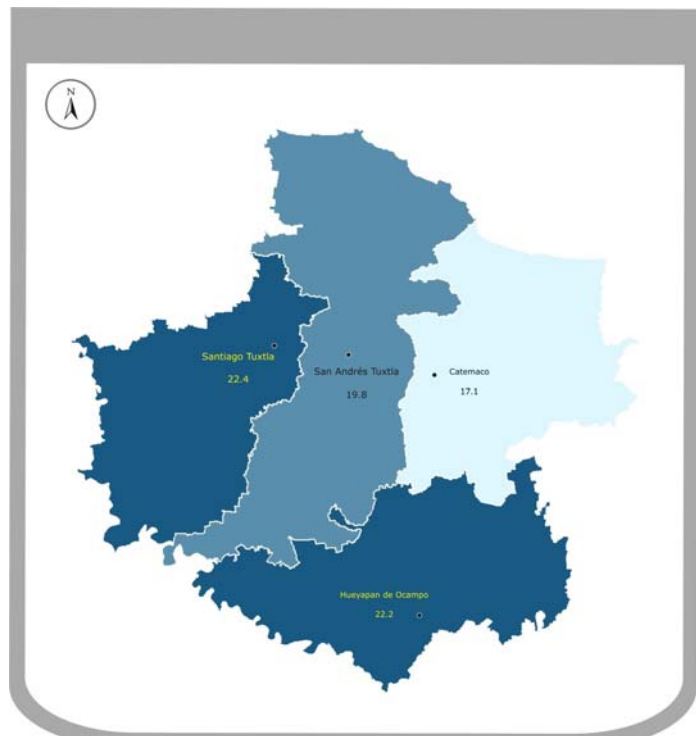 N
Santiago Tuxtla
22.4
San Andrés Tuxtla
19.8
Catemaco
17.1
Hueyapan de Ocampo
22.2